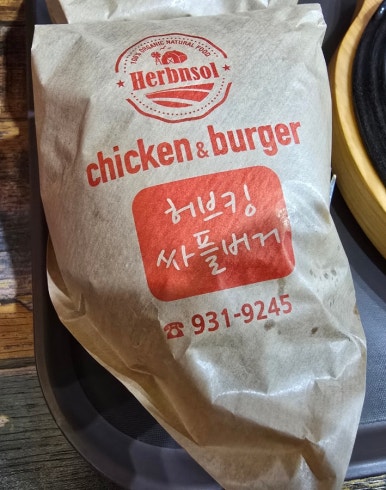 100% ORGANIC NATURAL FOOD
Herbnsol
chicken & burger
허브킹
싸플버거
☎ 931-9245